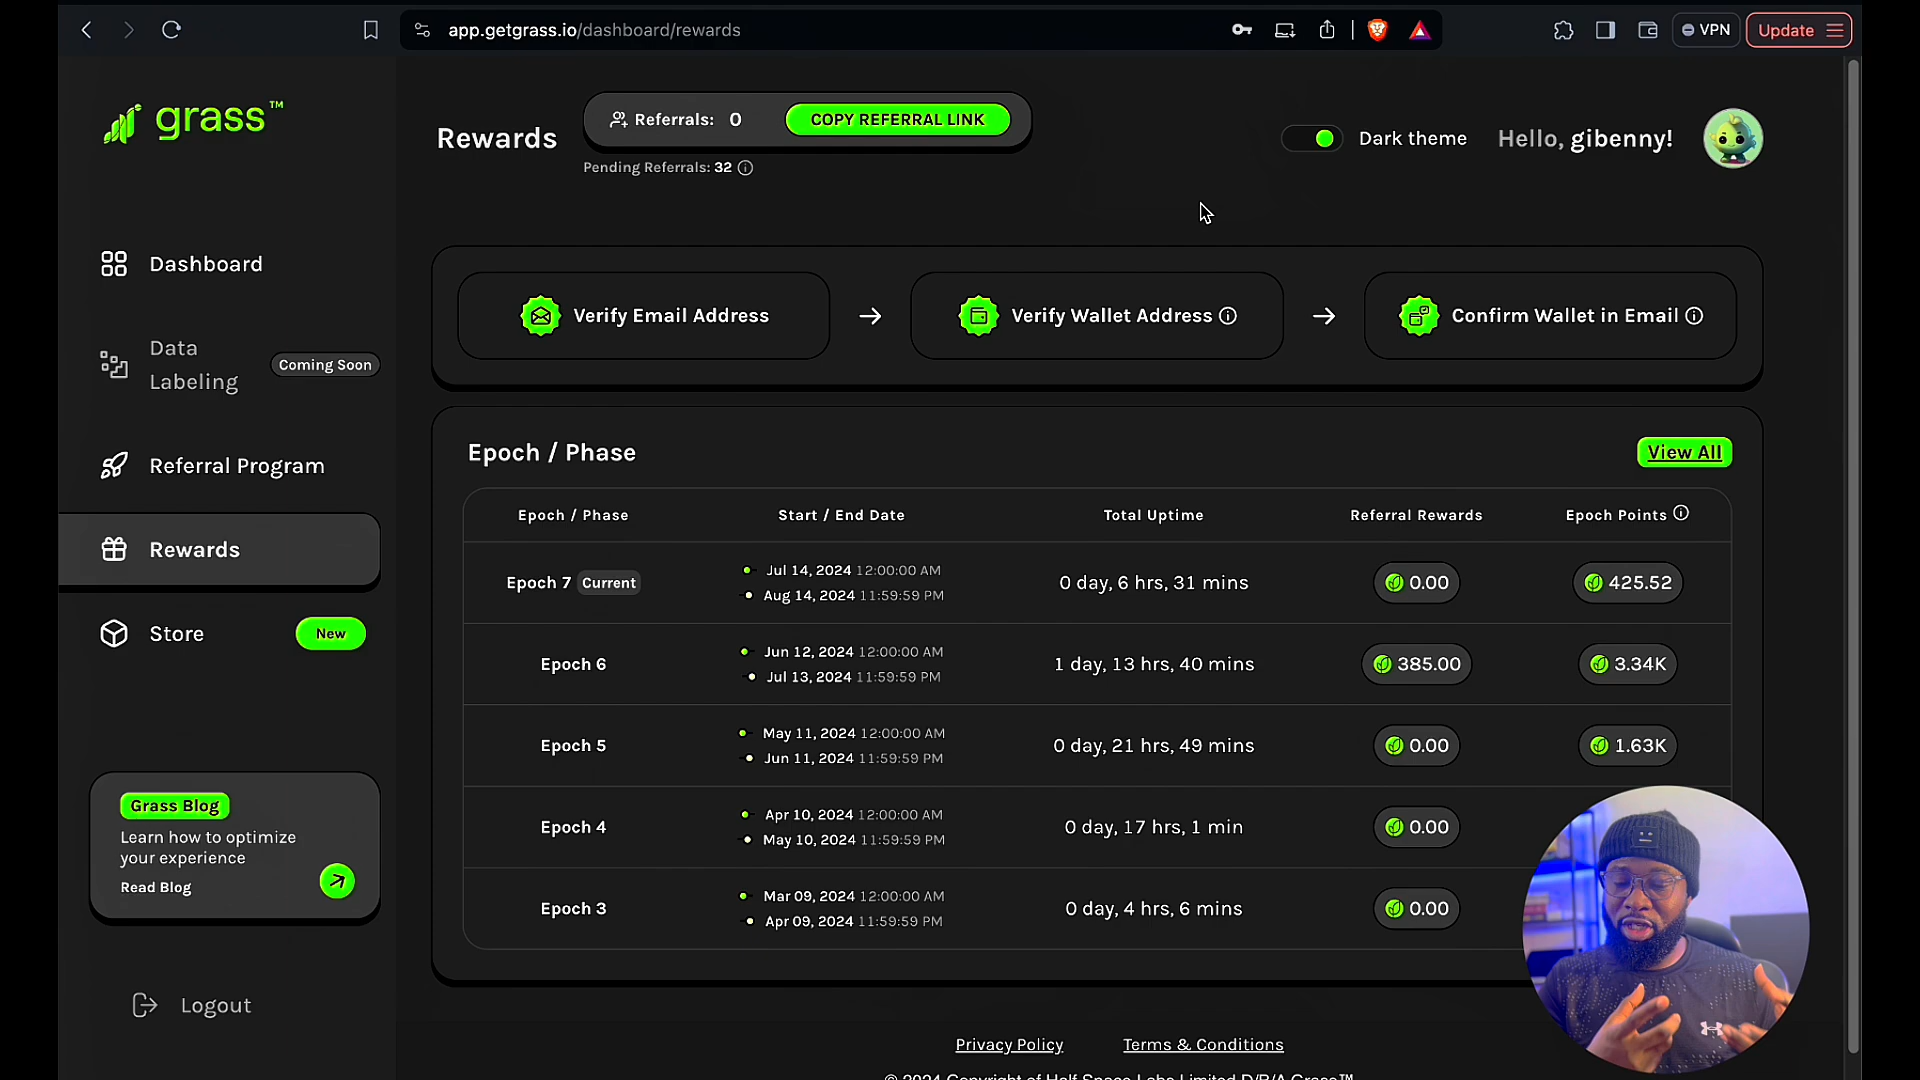 app.getgrass.io/dashboard/rewards
VPN
Update
grass™
Rewards
Referrals: 0
COPY REFERRAL LINK
Pending Referrals: 32
Dark theme
Hello, gibenny!
Dashboard
Data
Labeling
Coming Soon
Referral Program
Rewards
Store
New
Grass Blog
Learn how to optimize
your experience
Read Blog
Logout
Verify Email Address
Verify Wallet Address
Confirm Wallet in Email
Epoch / Phase
View All
Epoch / Phase Start / End Date Total Uptime Referral Rewards Epoch Points
Jul 14, 2024 12:00:00 AM
Epoch 7 Current 0 day, 6 hrs, 31 mins 0.00 425.52
Aug 14, 2024 11:59:59 PM
Jun 12, 2024 12:00:00 AM
Epoch 6 1 day, 13 hrs, 40 mins 385.00 3.34K
Jul 13, 2024 11:59:59 PM
May 11, 2024 12:00:00 AM
Epoch 5 0 day, 21 hrs, 49 mins 0.00 1.63K
Jun 11, 2024 11:59:59 PM
Apr 10, 2024 12:00:00 AM
Epoch 4 0 day, 17 hrs, 1 min 0.00
May 10, 2024 11:59:59 PM
Mar 09, 2024 12:00:00 AM
Epoch 3 0 day, 4 hrs, 6 mins 0.00
Apr 09, 2024 11:59:59 PM
Privacy Policy
Terms & Conditions
© 2024 Copyright of Half Space Labs Limited D/B/A Grass™